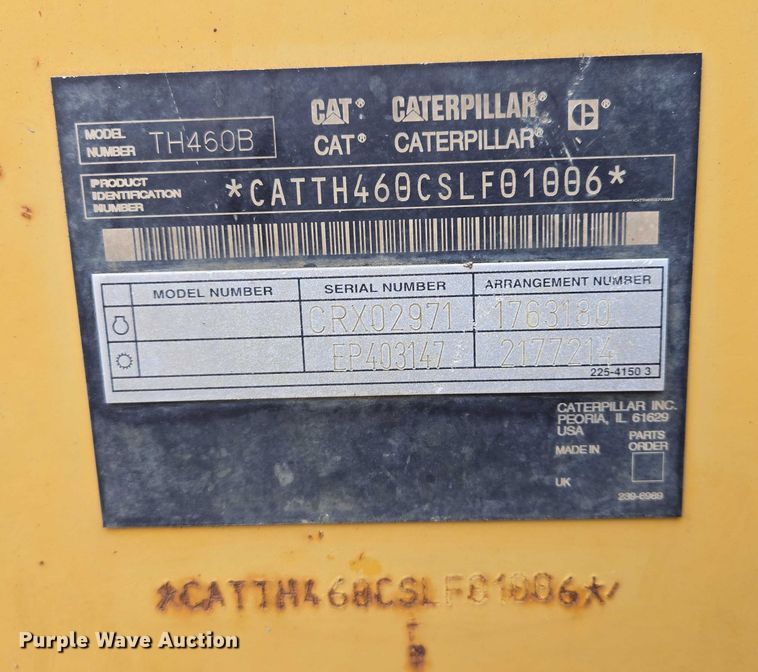 CAT® CATERPILLAR®
CAT® CATERPILLAR®
MODEL NUMBER TH460B
PRODUCT IDENTIFICATION NUMBER *CATTH460CSLF01006*
MODEL NUMBER SERIAL NUMBER ARRANGEMENT NUMBER
CRX02971 1763180
EP403147 2177214
225-4150 3
CATERPILLAR INC.
PEORIA, IL 61629
USA
PARTS
MADE IN ORDER
UK
239-6989
*CATTH460CSLF01006*
Purple Wave Auction